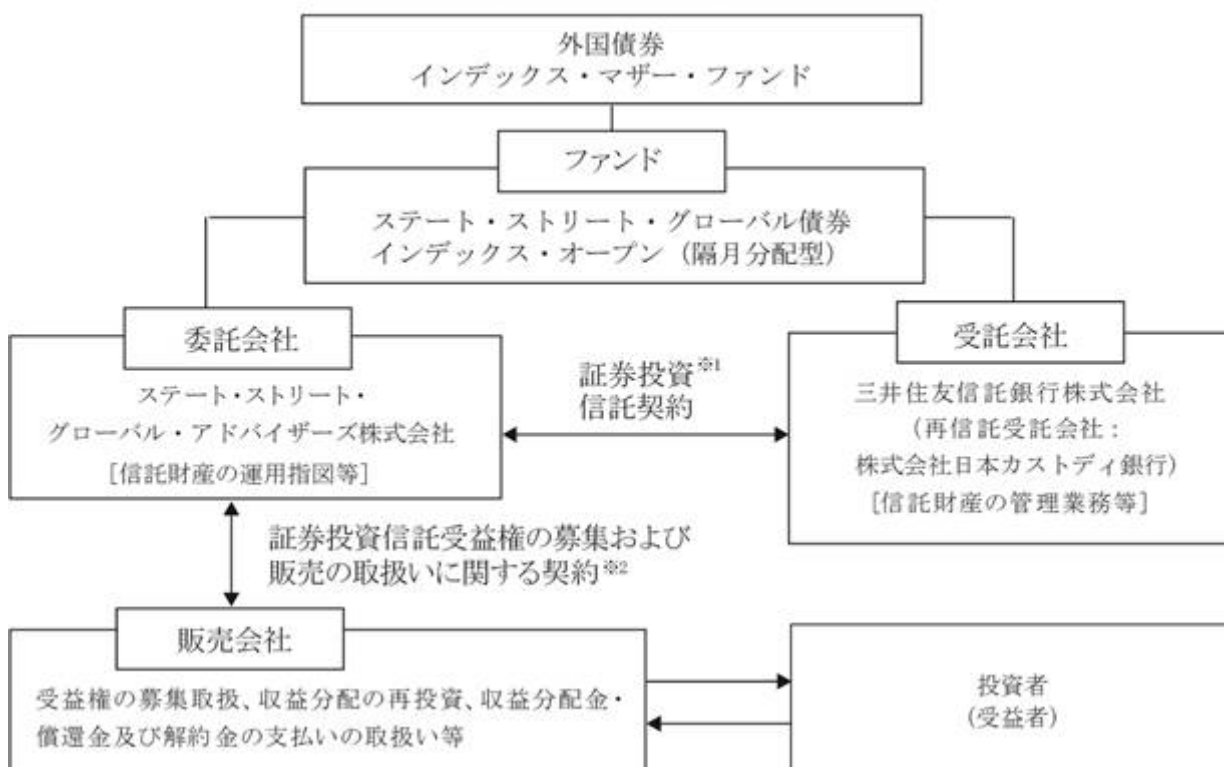 外国債券
インデックス・マザー・ファンド
ファンド
ステート・ストリート・グローバル債券
インデックス・オープン（隔月分配型）
委託会社
ステート・ストリート・
グローバル・アドバイザーズ株式会社
［信託財産の運用指図等］
証券投資※1
信託契約
受託会社
三井住友信託銀行株式会社
（再信託受託会社：
株式会社日本カストディ銀行）
［信託財産の管理業務等］
証券投資信託受益権の募集および
販売の取扱いに関する契約※2
販売会社
受益権の募集取扱、収益分配の再投資、収益分配金・
償還金及び解約金の支払いの取扱い等
投資者
（受益者）